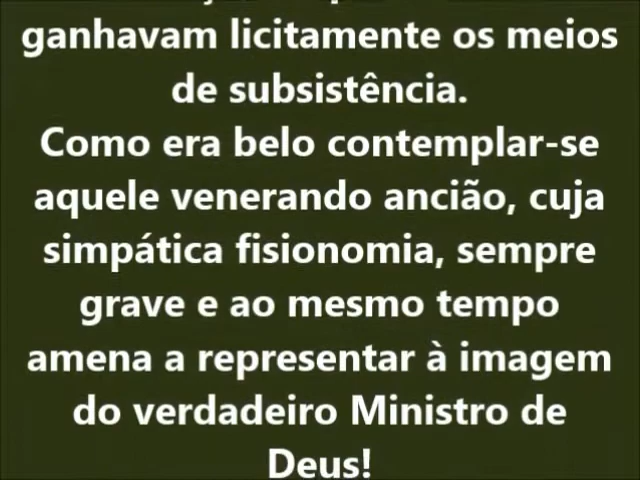 ganhavam licitamente os meios
de subsistência.
Como era belo contemplar-se
aquele venerando ancião, cuja
simpática fisionomia, sempre
grave e ao mesmo tempo
amena a representar à imagem
do verdadeiro Ministro de
Deus!